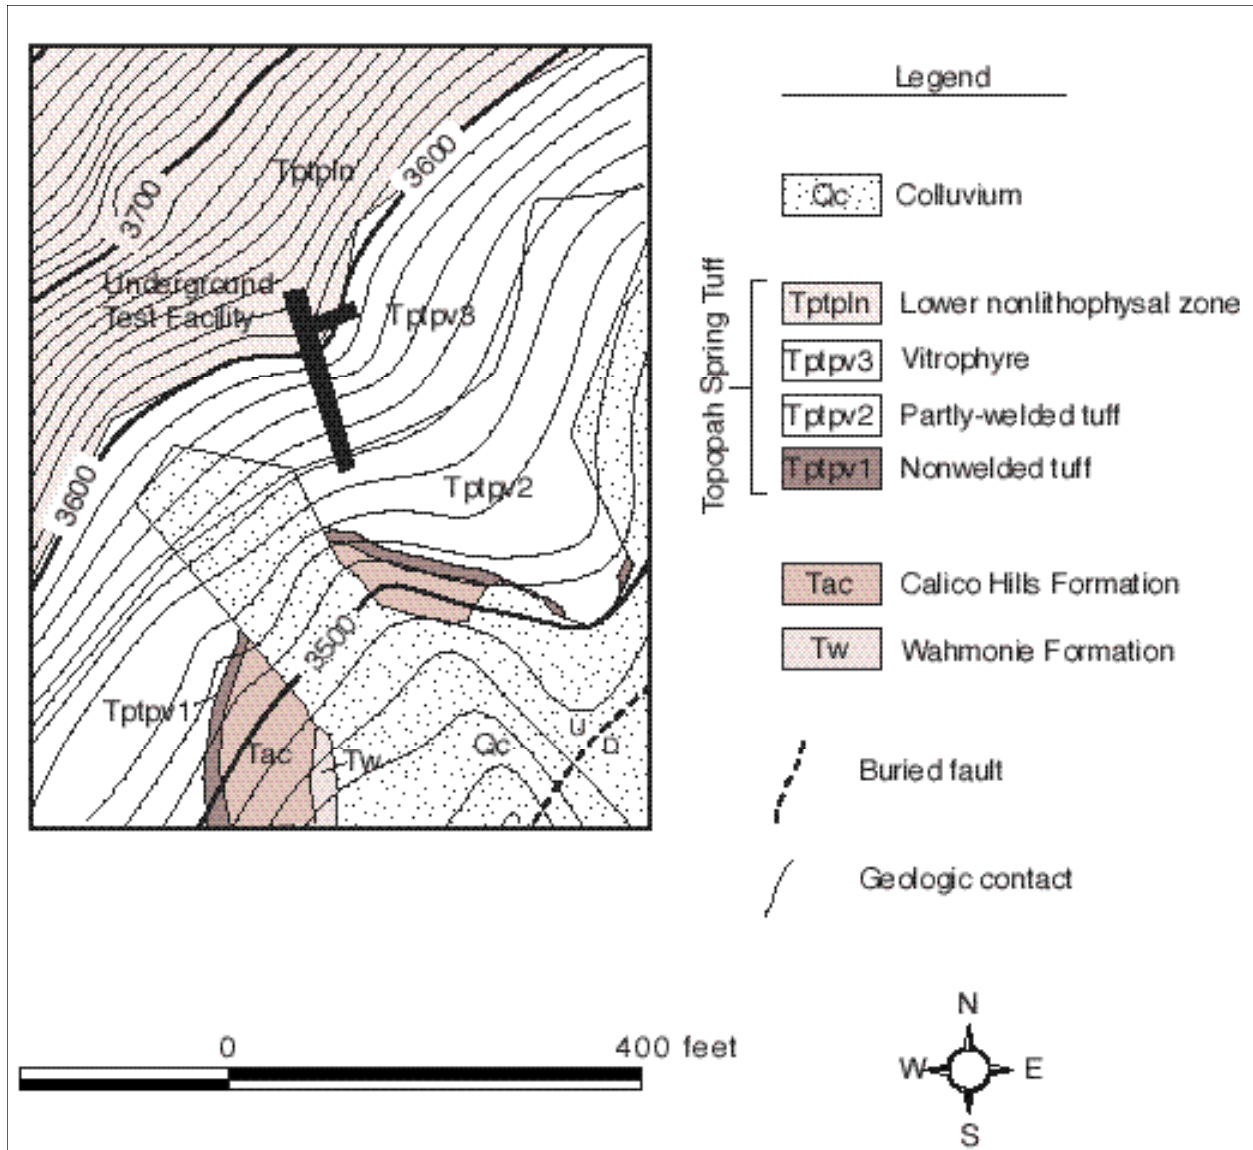 Legend
Qc Colluvium
Topopah Spring Tuff
Tptpln Lower nonlithophysal zone
Tptpv3 Vitrophyre
Tptpv2 Partly-welded tuff
Tptpv1 Nonwelded tuff
Tac Calico Hills Formation
Tw Wahmonie Formation
Buried fault
Geologic contact
3600
Tptpln
3700
Underground
Test Facility
Tptpv3
3600
Tptpv2
3500
Tptpv1?
U
D
Tac
Tw
Qc
0 400 feet
N
W E
S